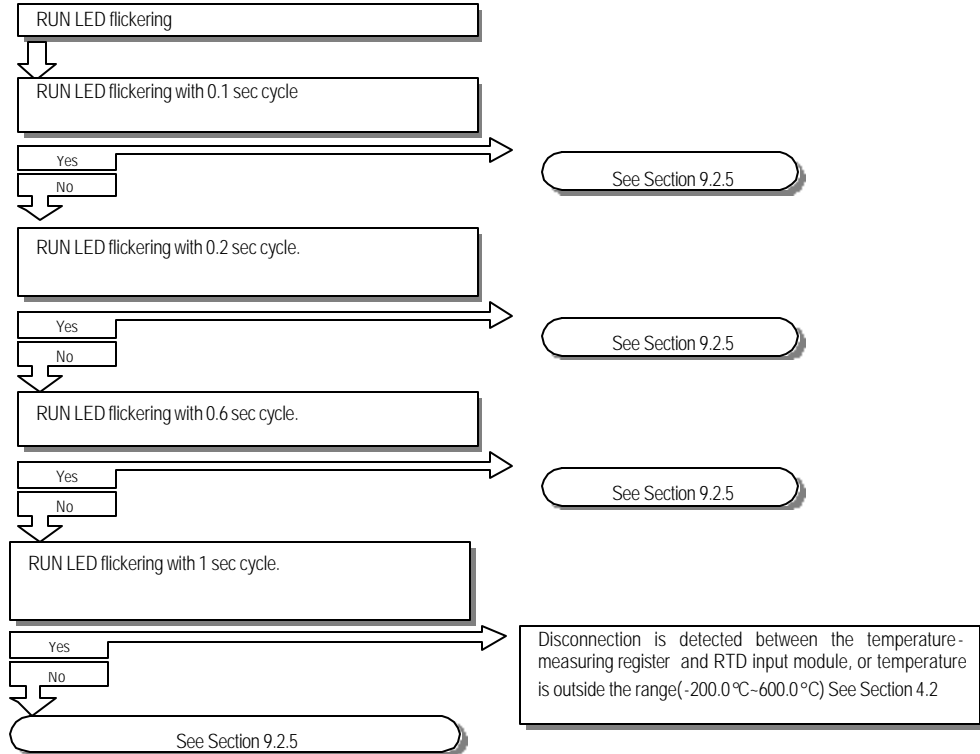 RUN LED flickering
RUN LED flickering with 0.1 sec cycle
Yes
See Section 9.2.5
No
RUN LED flickering with 0.2 sec cycle.
Yes
See Section 9.2.5
No
RUN LED flickering with 0.6 sec cycle.
Yes
See Section 9.2.5
No
RUN LED flickering with 1 sec cycle.
Yes
Disconnection is detected between the temperature-
measuring register and RTD input module, or temperature
is outside the range(-200.0°C~600.0°C) See Section 4.2
No
See Section 9.2.5